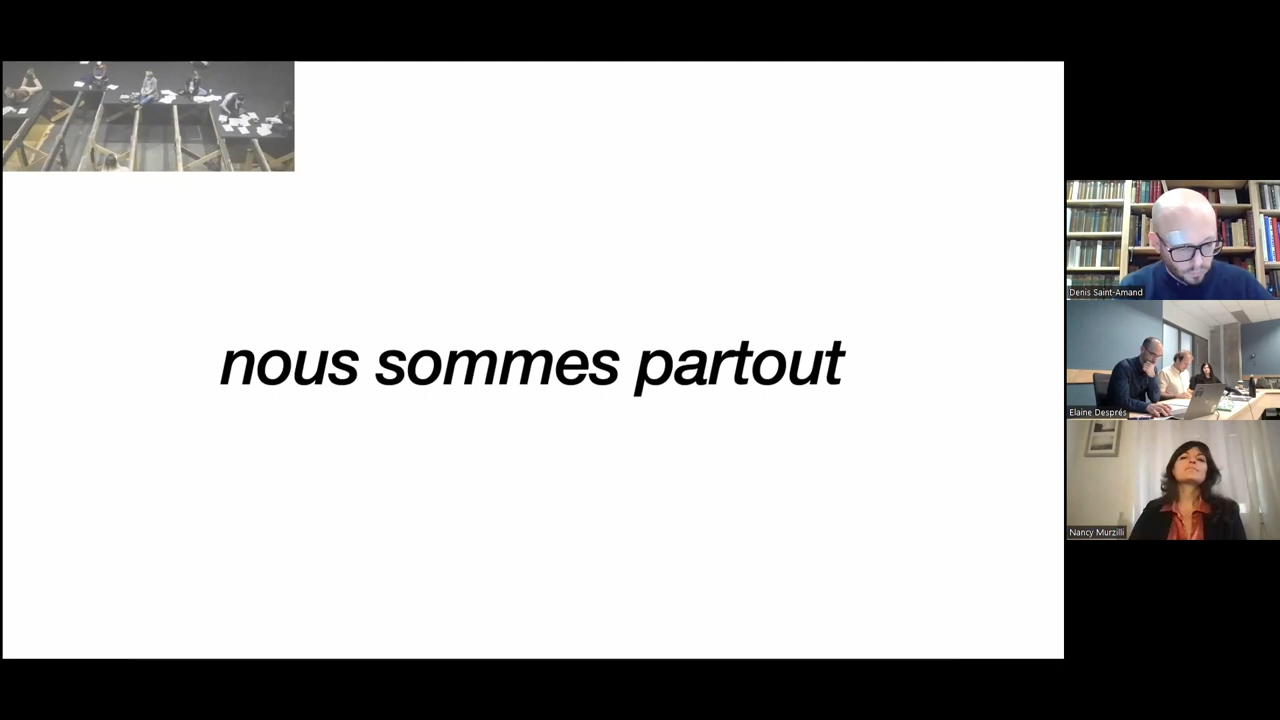 nous sommes partout
Denis Saint-Amand
Elaine Després
Nancy Murzilli